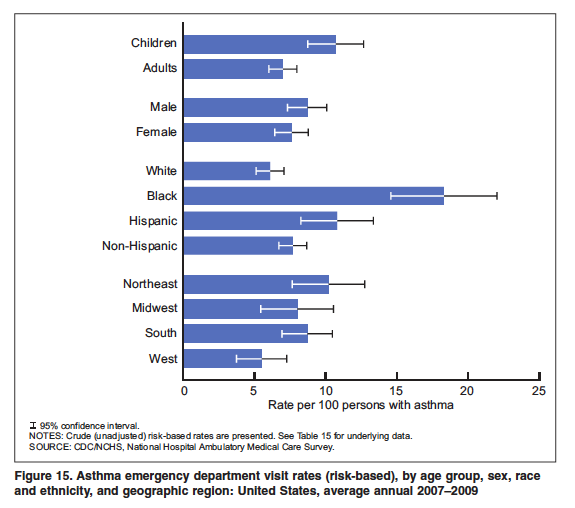 Children
Adults
Male
Female
White
Black
Hispanic
Non-Hispanic
Northeast
Midwest
South
West
0 5 10 15 20 25
Rate per 100 persons with asthma
95% confidence interval.
NOTES: Crude (unadjusted) risk-based rates are presented. See Table 15 for underlying data.
SOURCE: CDC/NCHS, National Hospital Ambulatory Medical Care Survey.
Figure 15. Asthma emergency department visit rates (risk-based), by age group, sex, race
and ethnicity, and geographic region: United States, average annual 2007–2009